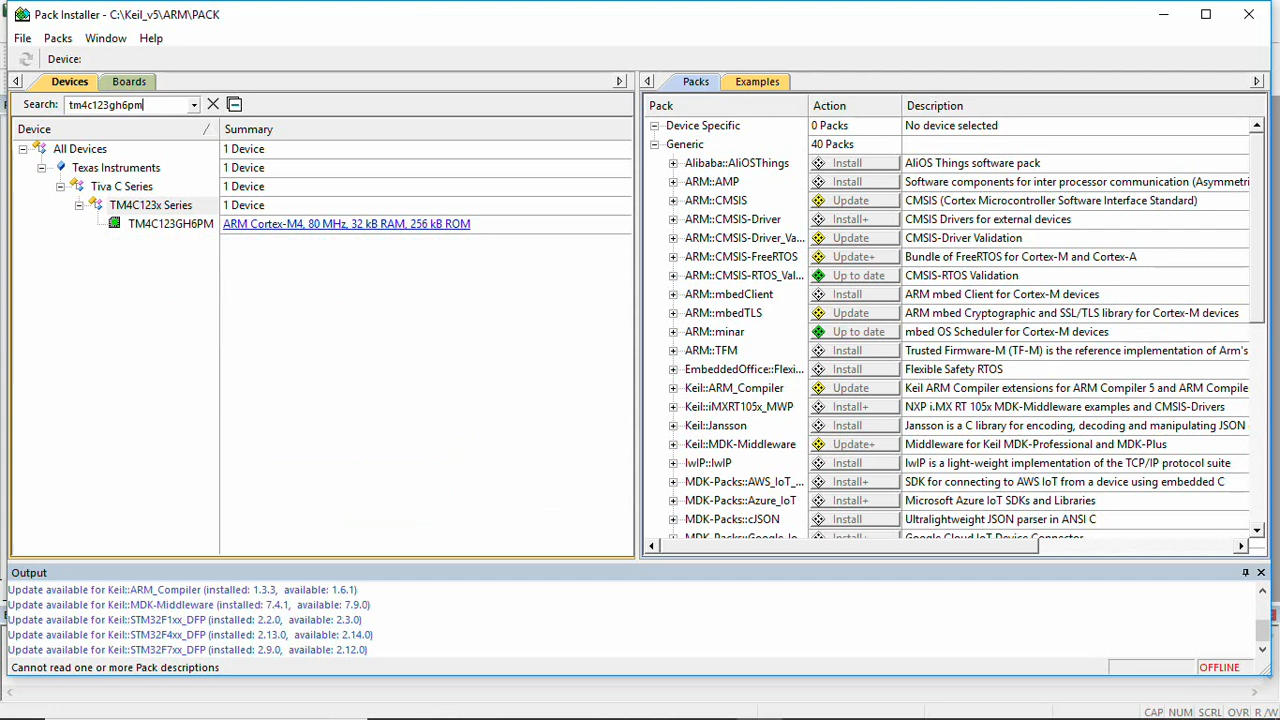 Pack Installer - C:\Keil_v5\ARM\PACK
File Packs Window Help
Device:
Devices Boards
Search: tm4c123gh6pm
Device Summary
All Devices 1 Device
Texas Instruments 1 Device
Tiva C Series 1 Device
TM4C123x Series 1 Device
TM4C123GH6PM ARM Cortex-M4, 80 MHz, 32 kB RAM, 256 kB ROM
Packs Examples
Pack Action Description
Device Specific 0 Packs No device selected
Generic 40 Packs
Alibaba::AliOSThings Install AliOS Things software pack
ARM::AMP Install Software components for inter processor communication (Asymmetri
ARM::CMSIS Update CMSIS (Cortex Microcontroller Software Interface Standard)
ARM::CMSIS-Driver Install+ CMSIS Drivers for external devices
ARM::CMSIS-Driver_Va... Update CMSIS-Driver Validation
ARM::CMSIS-FreeRTOS Update+ Bundle of FreeRTOS for Cortex-M and Cortex-A
ARM::CMSIS-RTOS_Val... Up to date CMSIS-RTOS Validation
ARM::mbedClient Install ARM mbed Client for Cortex-M devices
ARM::mbedTLS Update ARM mbed Cryptographic and SSL/TLS library for Cortex-M devices
ARM::minar Up to date mbed OS Scheduler for Cortex-M devices
ARM::TFM Install Trusted Firmware-M (TF-M) is the reference implementation of Arm's
EmbeddedOffice::Flexi... Install Flexible Safety RTOS
Keil::ARM_Compiler Update Keil ARM Compiler extensions for ARM Compiler 5 and ARM Compile
Keil::iMXRT105x_MWP Install+ NXP i.MX RT 105x MDK-Middleware examples and CMSIS-Drivers
Keil::Jansson Install Jansson is a C library for encoding, decoding and manipulating JSON
Keil::MDK-Middleware Update+ Middleware for Keil MDK-Professional and MDK-Plus
lwIP::lwIP Install lwIP is a light-weight implementation of the TCP/IP protocol suite
MDK-Packs::AWS_IoT_... Install+ SDK for connecting to AWS IoT from a device using embedded C
MDK-Packs::Azure_IoT Install+ Microsoft Azure IoT SDKs and Libraries
MDK-Packs::cJSON Install Ultralightweight JSON parser in ANSI C
MDK-Packs::Google_Io Install+ Google Cloud IoT Device Connector
Output
Update available for Keil::ARM_Compiler (installed: 1.3.3, available: 1.6.1)
Update available for Keil::MDK-Middleware (installed: 7.4.1, available: 7.9.0)
Update available for Keil::STM32F1xx_DFP (installed: 2.2.0, available: 2.3.0)
Update available for Keil::STM32F4xx_DFP (installed: 2.13.0, available: 2.14.0)
Update available for Keil::STM32F7xx_DFP (installed: 2.9.0, available: 2.12.0)
Cannot read one or more Pack descriptions OFFLINE
CAP NUM SCRL OVR R /W